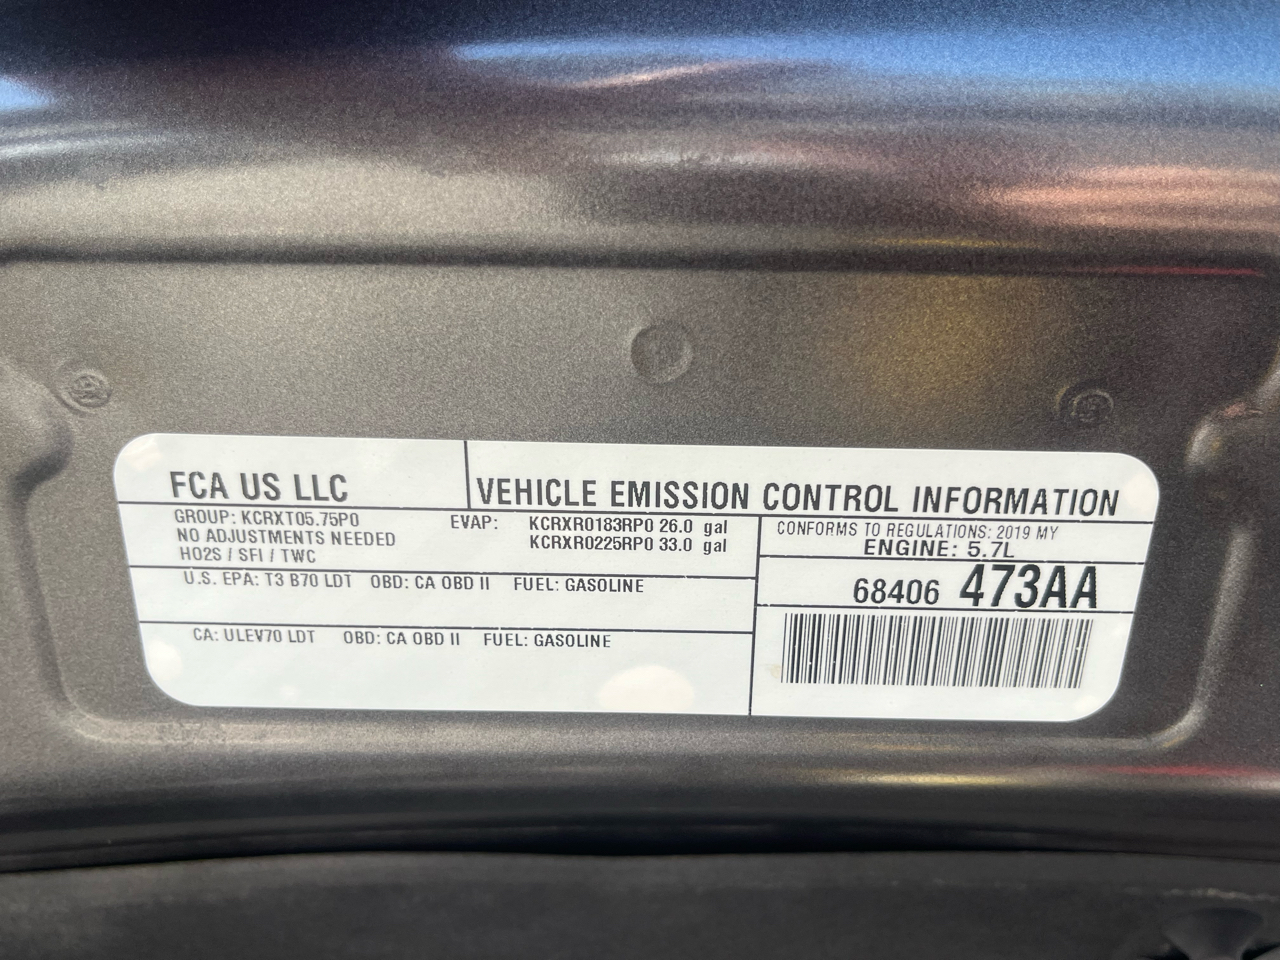 FCA US LLC
VEHICLE EMISSION CONTROL INFORMATION
GROUP: KCRXT05.75P0
NO ADJUSTMENTS NEEDED
HO2S / SFI / TWC
EVAP: KCRXR0183RP0 26.0 gal
KCRXR0225RP0 33.0 gal
CONFORMS TO REGULATIONS: 2019 MY
ENGINE: 5.7L
U.S. EPA: T3 B70 LDT OBD: CA OBD II FUEL: GASOLINE
68406 473AA
CA: ULEV70 LDT OBD: CA OBD II FUEL: GASOLINE